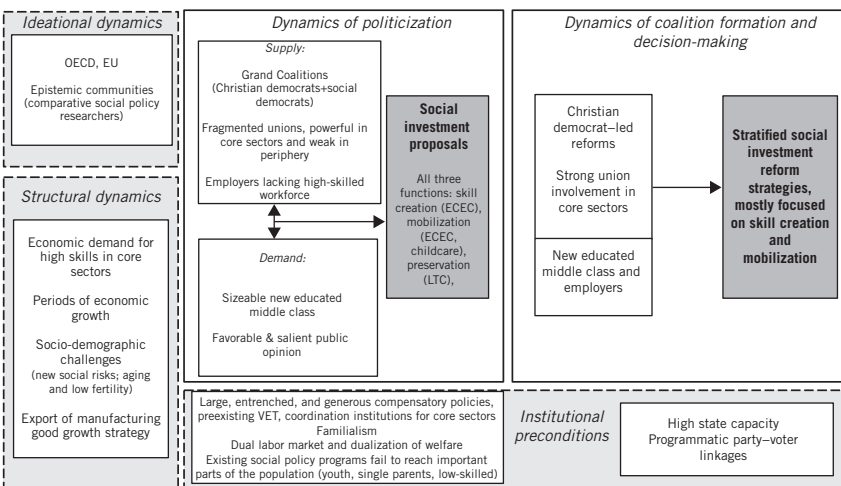 Ideational dynamics
OECD, EU
Epistemic communities
(comparative social policy
researchers)
Structural dynamics
Economic demand for
high skills in core
sectors
Periods of economic
growth
Socio-demographic
challenges
(new social risks; aging
and low fertility)
Export of manufacturing
good growth strategy
Dynamics of politicization
Supply:
Grand Coalitions
(Christian democrats+social
democrats)
Fragmented unions, powerful in
core sectors and weak in
periphery
Employers lacking high-skilled
workforce
Demand:
Sizeable new educated
middle class
Favorable & salient public
opinion
Social
investment
proposals
All three
functions: skill
creation (ECEC),
mobilization
(ECEC,
childcare),
preservation
(LTC),
Dynamics of coalition formation and
decision-making
Christian
democrat–led
reforms
Strong union
involvement in
core sectors
New educated
middle class and
employers
Stratified social
investment
reform
strategies,
mostly focused
on skill creation
and
mobilization
Large, entrenched, and generous compensatory policies,
preexisting VET, coordination institutions for core sectors
Familialism
Dual labor market and dualization of welfare
Existing social policy programs fail to reach important
parts of the population (youth, single parents, low-skilled)
Institutional
preconditions
High state capacity
Programmatic party–voter
linkages